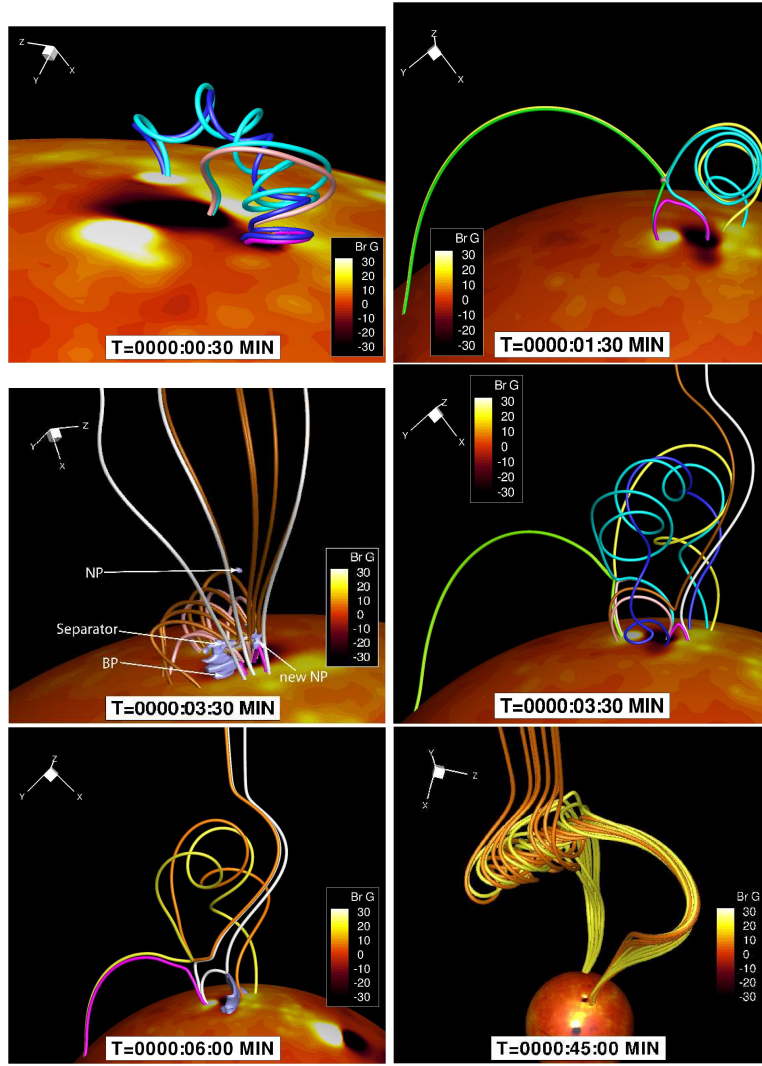 Z
X
Y
Br G
30
20
10
0
-10
-20
-30
T=0000:00:30 MIN
Z
Y
X
Br G
30
20
10
0
-10
-20
-30
T=0000:01:30 MIN
Y
Z
X
NP
Separator
BP
new NP
Br G
30
20
10
0
-10
-20
-30
T=0000:03:30 MIN
Z
Y
X
Br G
30
20
10
0
-10
-20
-30
T=0000:03:30 MIN
Z
Y
X
Br G
30
20
10
0
-10
-20
-30
T=0000:06:00 MIN
Y
Z
X
Br G
30
20
10
0
-10
-20
-30
T=0000:45:00 MIN